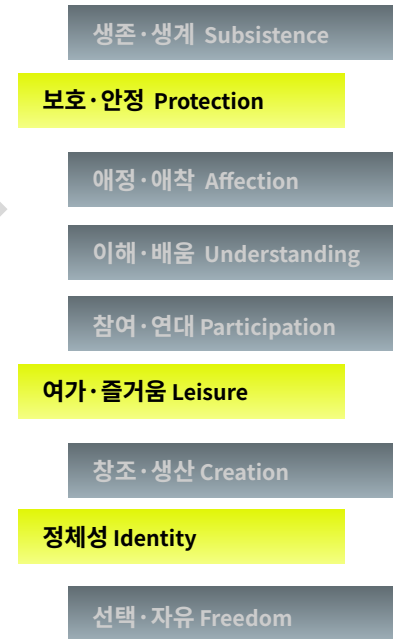 생존·생계 Subsistence
보호·안정 Protection
애정·애착 Affection
이해·배움 Understanding
참여·연대 Participation
여가·즐거움 Leisure
창조·생산 Creation
정체성 Identity
선택·자유 Freedom